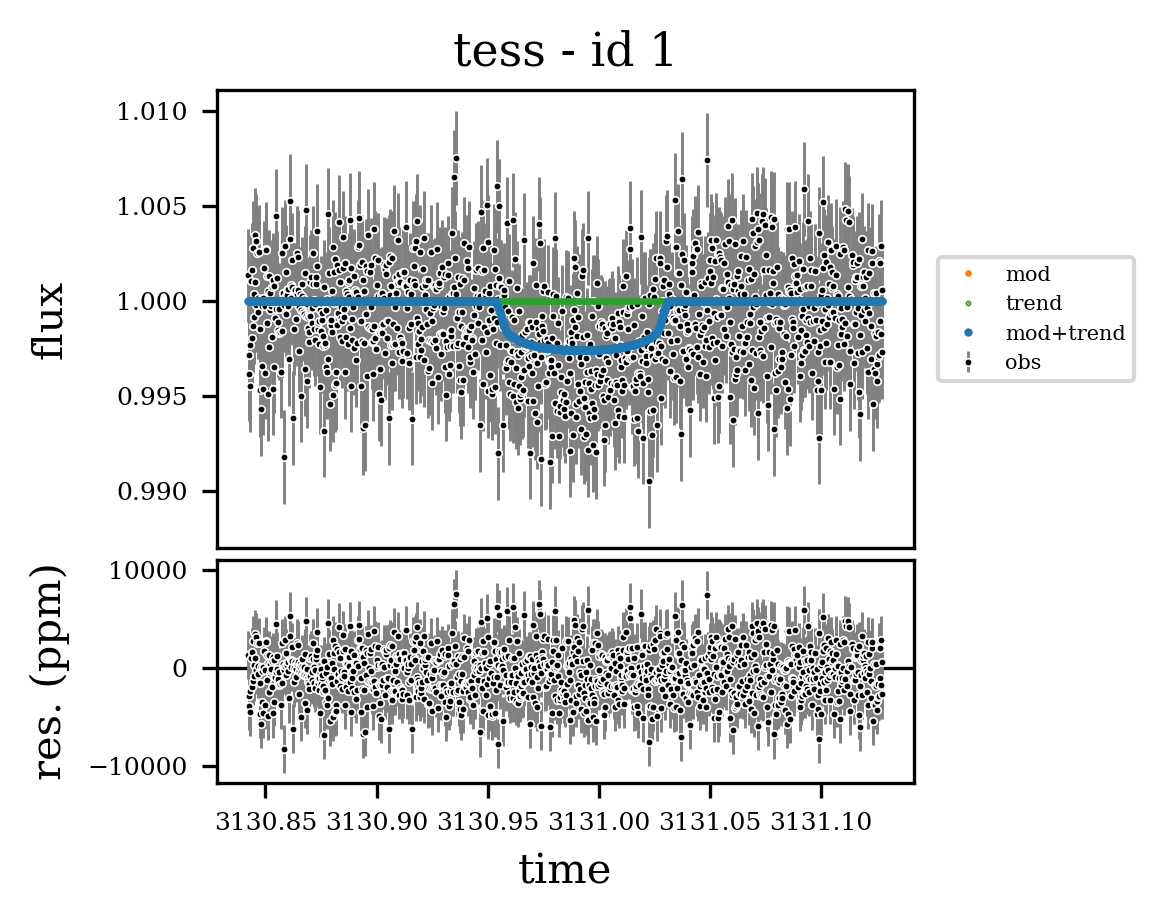 tess - id 1
1.010
1.005
1.000
0.995
0.990
flux
mod
trend
mod+trend
obs
10000
0
−10000
res. (ppm)
3130.85 3130.90 3130.95 3131.00 3131.05 3131.10
time